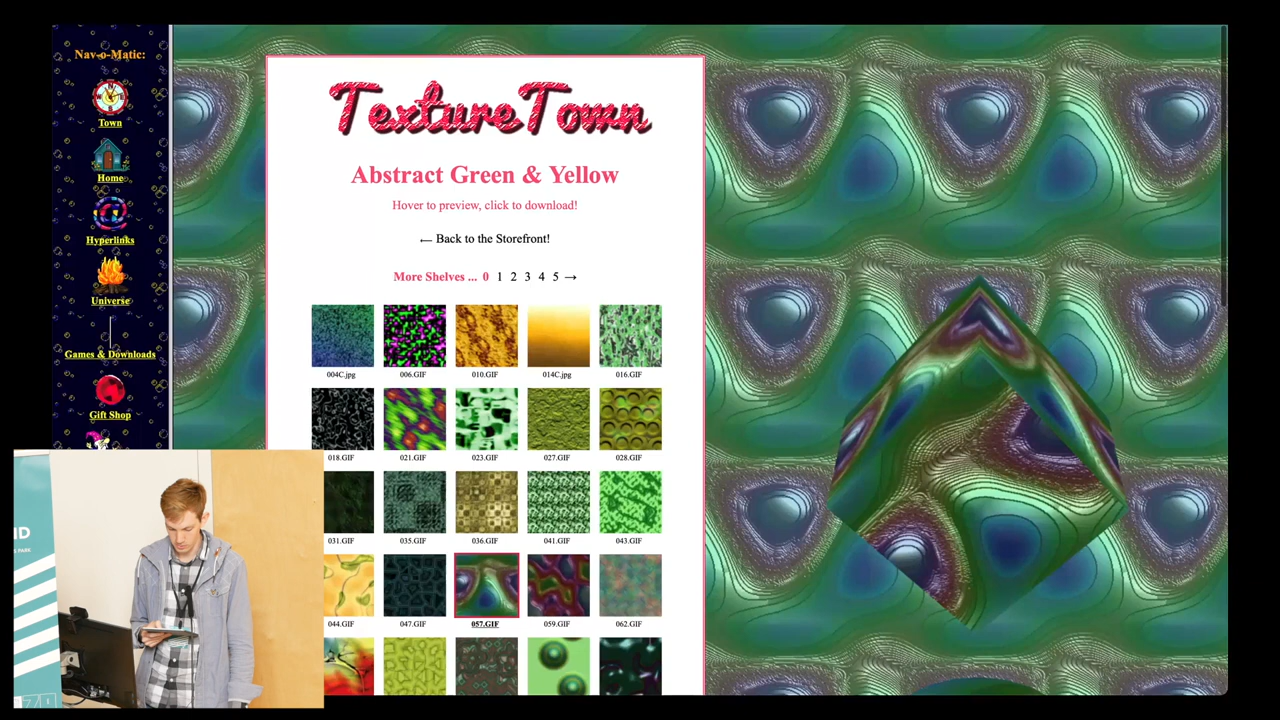 Nav-o-Matic:
Town
Home
Hyperlinks
Universe
Games & Downloads
Gift Shop
TextureTown
Abstract Green & Yellow
Hover to preview, click to download!
← Back to the Storefront!
More Shelves ... 0 1 2 3 4 5 →
004C.jpg 006.GIF 010.GIF 014C.jpg 016.GIF
018.GIF 021.GIF 023.GIF 027.GIF 028.GIF
031.GIF 035.GIF 036.GIF 041.GIF 043.GIF
044.GIF 047.GIF 057.GIF 059.GIF 062.GIF